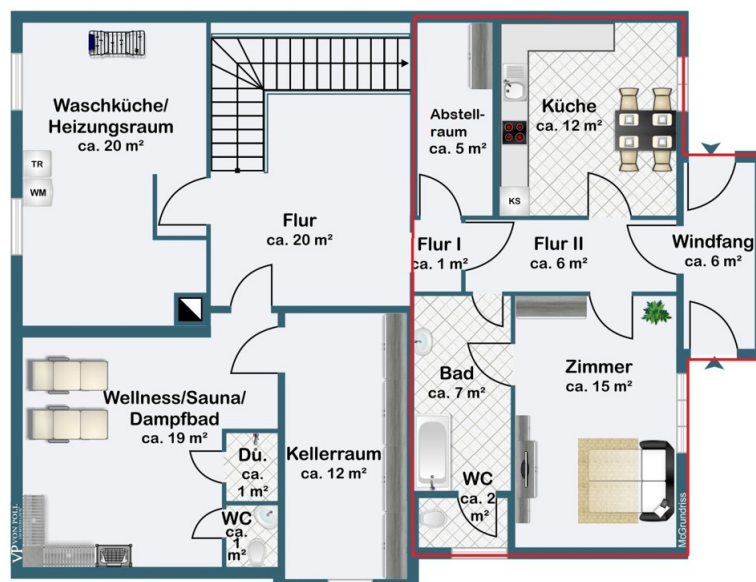 Waschküche/
Heizungsraum
ca. 20 m²
TR
WM
Abstell-
raum
ca. 5 m²
Küche
ca. 12 m²
KS
Flur
ca. 20 m²
Flur I
ca. 1 m²
Flur II
ca. 6 m²
Windfang
ca. 6 m²
Wellness/Sauna/
Dampfbad
ca. 19 m²
Dü.
ca.
1 m²
WC
ca.
1
m²
Kellerraum
ca. 12 m²
Bad
ca. 7 m²
WC
ca. 2
m²
Zimmer
ca. 15 m²
VP VON POLL
McGrundriss